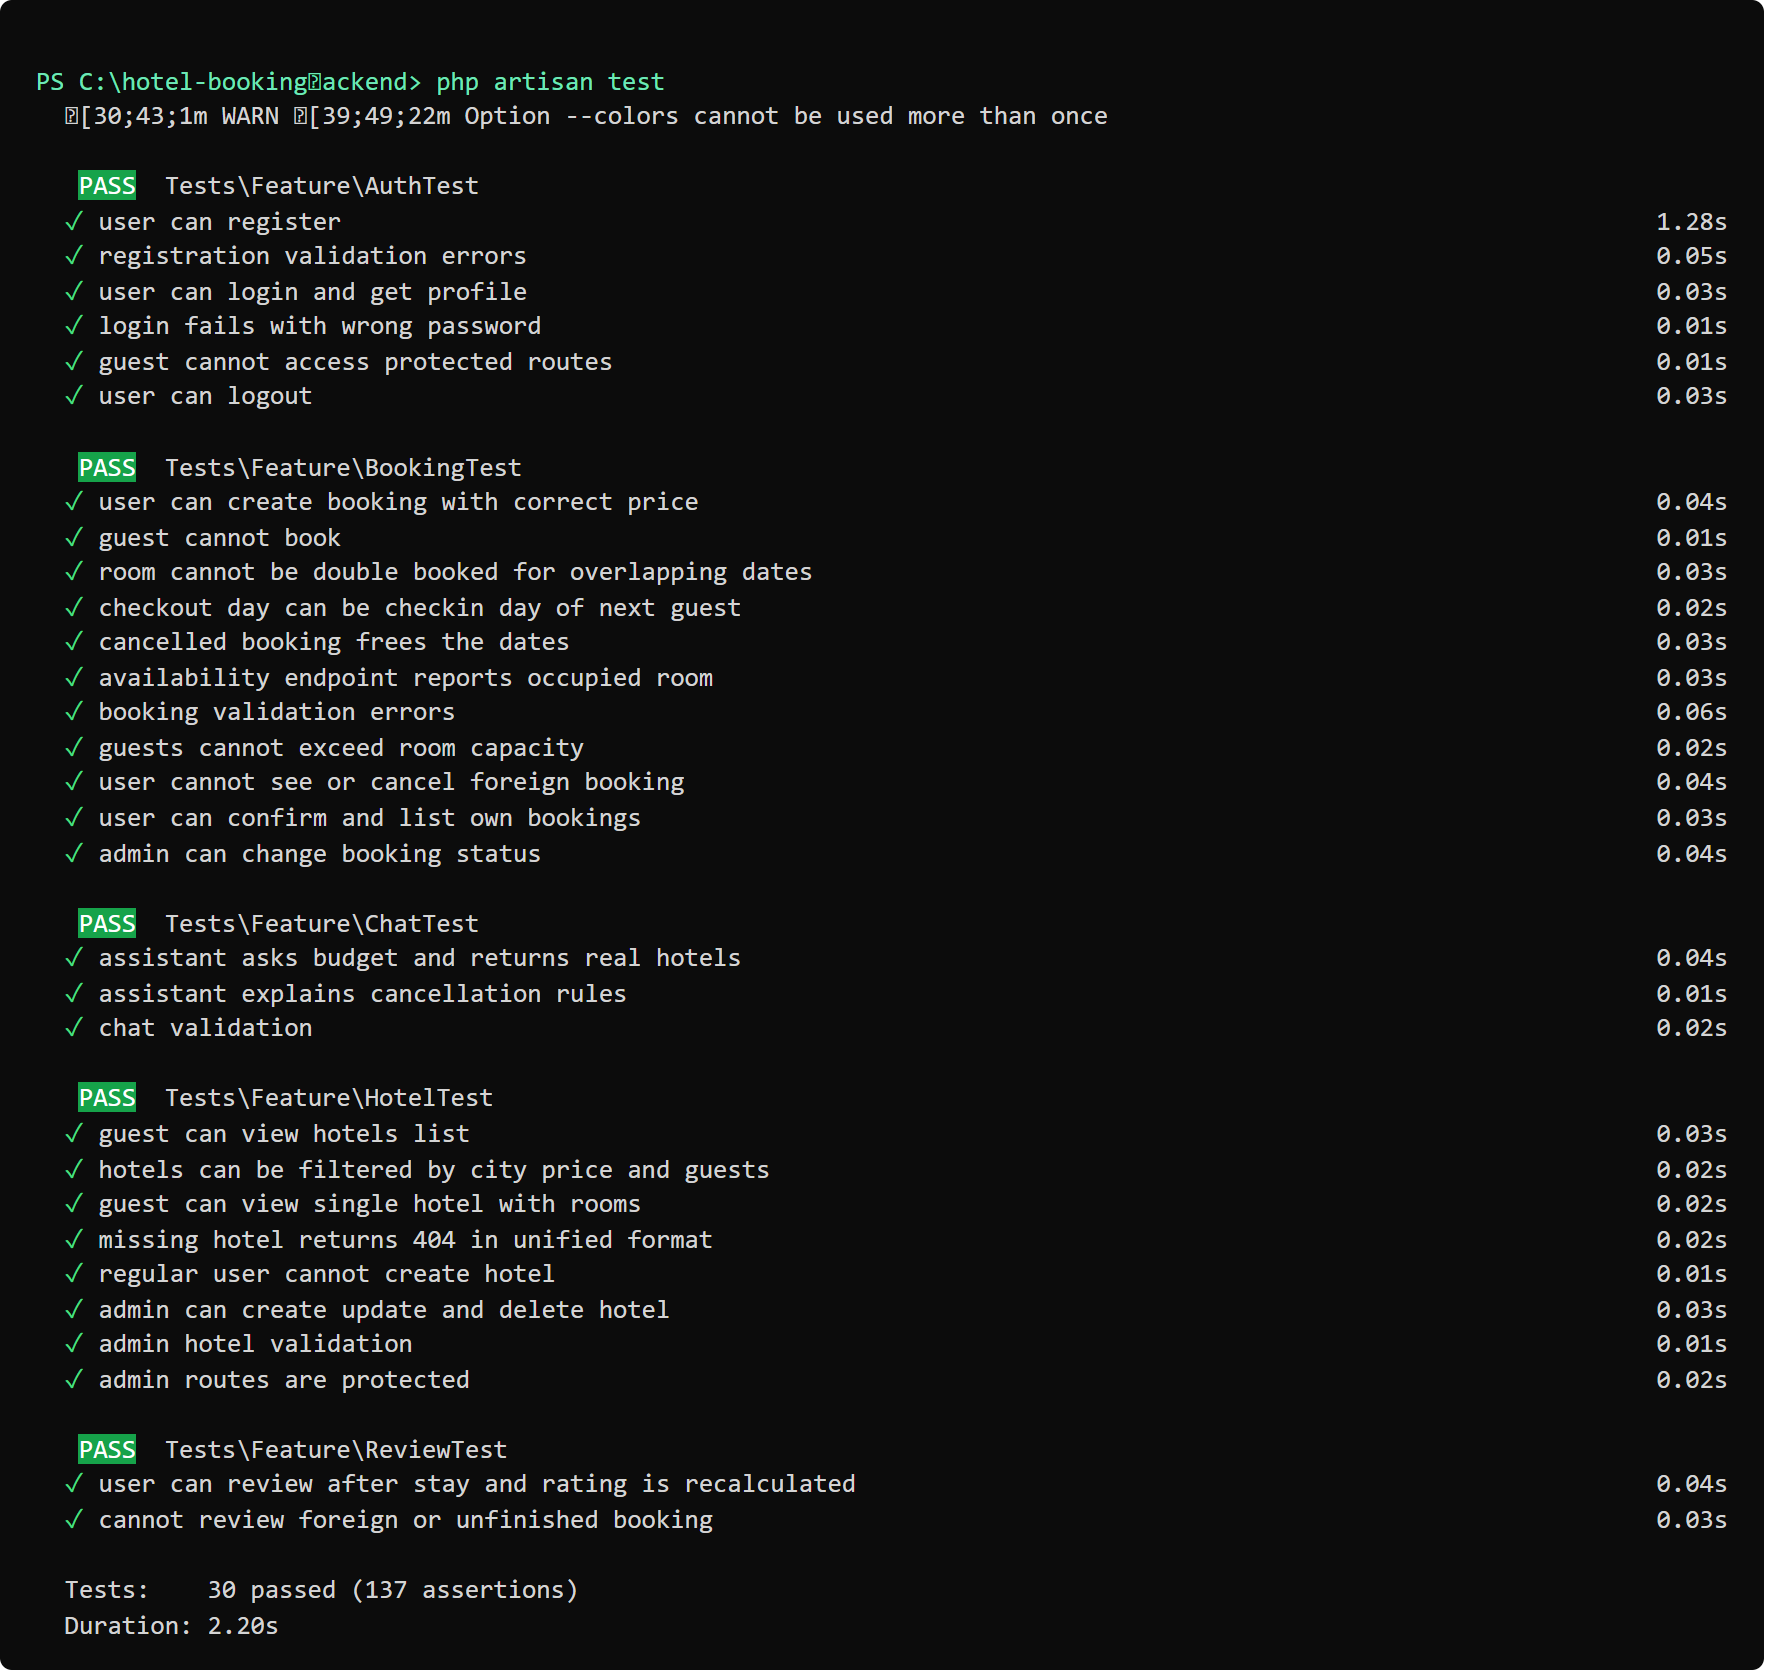 PS C:\hotel-booking�ackend> php artisan test
�[30;43;1m WARN �[39;49;22m Option --colors cannot be used more than once
PASS Tests\Feature\AuthTest
✓ user can register 1.28s
✓ registration validation errors 0.05s
✓ user can login and get profile 0.03s
✓ login fails with wrong password 0.01s
✓ guest cannot access protected routes 0.01s
✓ user can logout 0.03s
PASS Tests\Feature\BookingTest
✓ user can create booking with correct price 0.04s
✓ guest cannot book 0.01s
✓ room cannot be double booked for overlapping dates 0.03s
✓ checkout day can be checkin day of next guest 0.02s
✓ cancelled booking frees the dates 0.03s
✓ availability endpoint reports occupied room 0.03s
✓ booking validation errors 0.06s
✓ guests cannot exceed room capacity 0.02s
✓ user cannot see or cancel foreign booking 0.04s
✓ user can confirm and list own bookings 0.03s
✓ admin can change booking status 0.04s
PASS Tests\Feature\ChatTest
✓ assistant asks budget and returns real hotels 0.04s
✓ assistant explains cancellation rules 0.01s
✓ chat validation 0.02s
PASS Tests\Feature\HotelTest
✓ guest can view hotels list 0.03s
✓ hotels can be filtered by city price and guests 0.02s
✓ guest can view single hotel with rooms 0.02s
✓ missing hotel returns 404 in unified format 0.02s
✓ regular user cannot create hotel 0.01s
✓ admin can create update and delete hotel 0.03s
✓ admin hotel validation 0.01s
✓ admin routes are protected 0.02s
PASS Tests\Feature\ReviewTest
✓ user can review after stay and rating is recalculated 0.04s
✓ cannot review foreign or unfinished booking 0.03s
Tests: 30 passed (137 assertions)
Duration: 2.20s